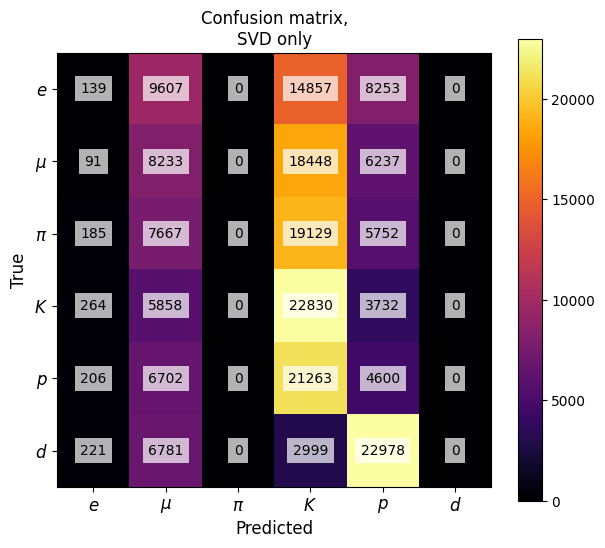 Confusion matrix,
SVD only
e 139 9607 0 14857 8253 0
μ 91 8233 0 18448 6237 0
π 185 7667 0 19129 5752 0
K 264 5858 0 22830 3732 0
p 206 6702 0 21263 4600 0
d 221 6781 0 2999 22978 0
e μ π K p d
Predicted
True
20000
15000
10000
5000
0